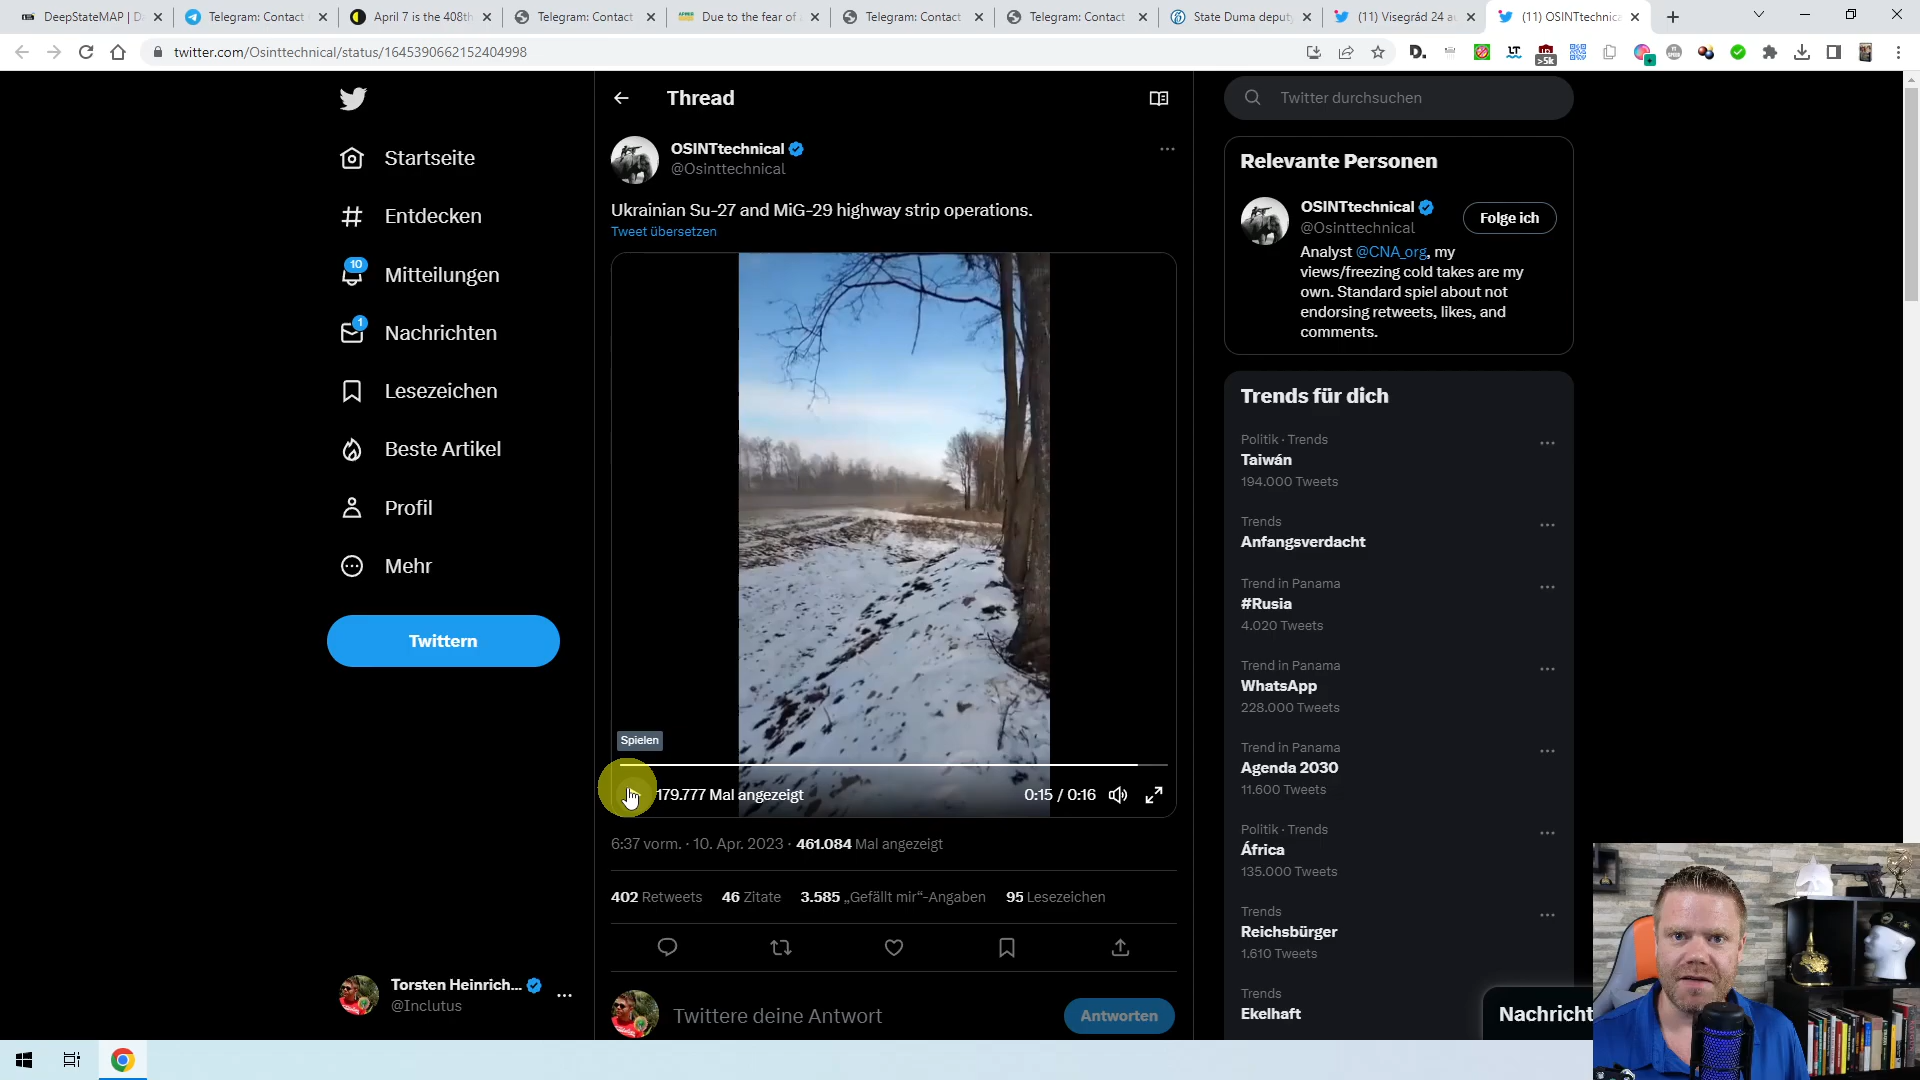 DeepStateMAP | D
Telegram: Contact
April 7 is the 408th
Telegram: Contact
Due to the fear of
Telegram: Contact
Telegram: Contact
State Duma deputy
(11) Visegrád 24 au
(11) OSINTtechnica
twitter.com/Osinttechnical/status/1645390662152404998
>5k
Startseite
Entdecken
10
Mitteilungen
1
Nachrichten
Lesezeichen
Beste Artikel
Profil
Mehr
Twittern
Torsten Heinrich...
@Inclutus
Thread
OSINTtechnical
@Osinttechnical
Ukrainian Su-27 and MiG-29 highway strip operations.
Tweet übersetzen
Spielen
179.777 Mal angezeigt
0:15 / 0:16
6:37 vorm. · 10. Apr. 2023 · 461.084 Mal angezeigt
402 Retweets 46 Zitate 3.585 „Gefällt mir“-Angaben 95 Lesezeichen
Twittere deine Antwort
Antworten
Twitter durchsuchen
Relevante Personen
OSINTtechnical
@Osinttechnical
Folge ich
Analyst @CNA_org, my
views/freezing cold takes are my
own. Standard spiel about not
endorsing retweets, likes, and
comments.
Trends für dich
Politik · Trends
Taiwán
194.000 Tweets
Trends
Anfangsverdacht
Trend in Panama
#Rusia
4.020 Tweets
Trend in Panama
WhatsApp
228.000 Tweets
Trend in Panama
Agenda 2030
11.600 Tweets
Politik · Trends
África
135.000 Tweets
Trends
Reichsbürger
1.610 Tweets
Trends
Ekelhaft
Nachricht